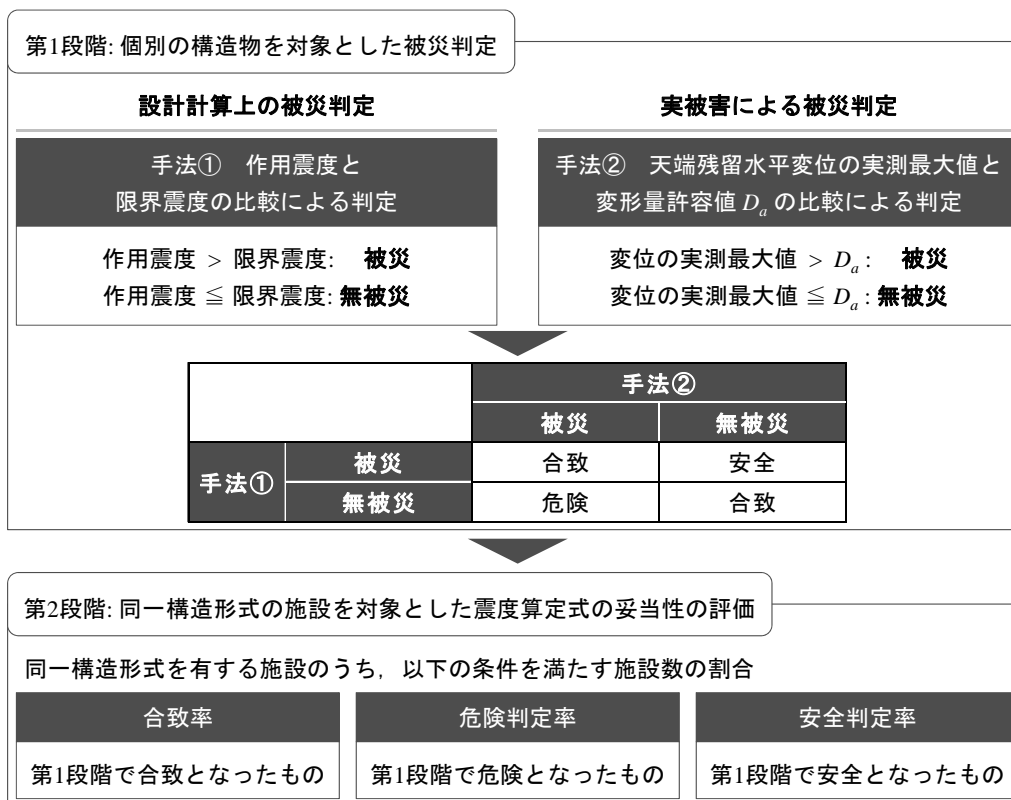 第1段階: 個別の構造物を対象とした被災判定
設計計算上の被災判定
手法① 作用震度と
限界震度の比較による判定
作用震度 > 限界震度: 被災
作用震度 ≦ 限界震度: 無被災
実被害による被災判定
手法② 天端残留水平変位の実測最大値と
変形量許容値 Da の比較による判定
変位の実測最大値 > Da : 被災
変位の実測最大値 ≦ Da : 無被災
手法②
被災 無被災
手法① 被災 合致 安全
無被災 危険 合致
第2段階: 同一構造形式の施設を対象とした震度算定式の妥当性の評価
同一構造形式を有する施設のうち, 以下の条件を満たす施設数の割合
合致率
第1段階で合致となったもの
危険判定率
第1段階で危険となったもの
安全判定率
第1段階で安全となったもの